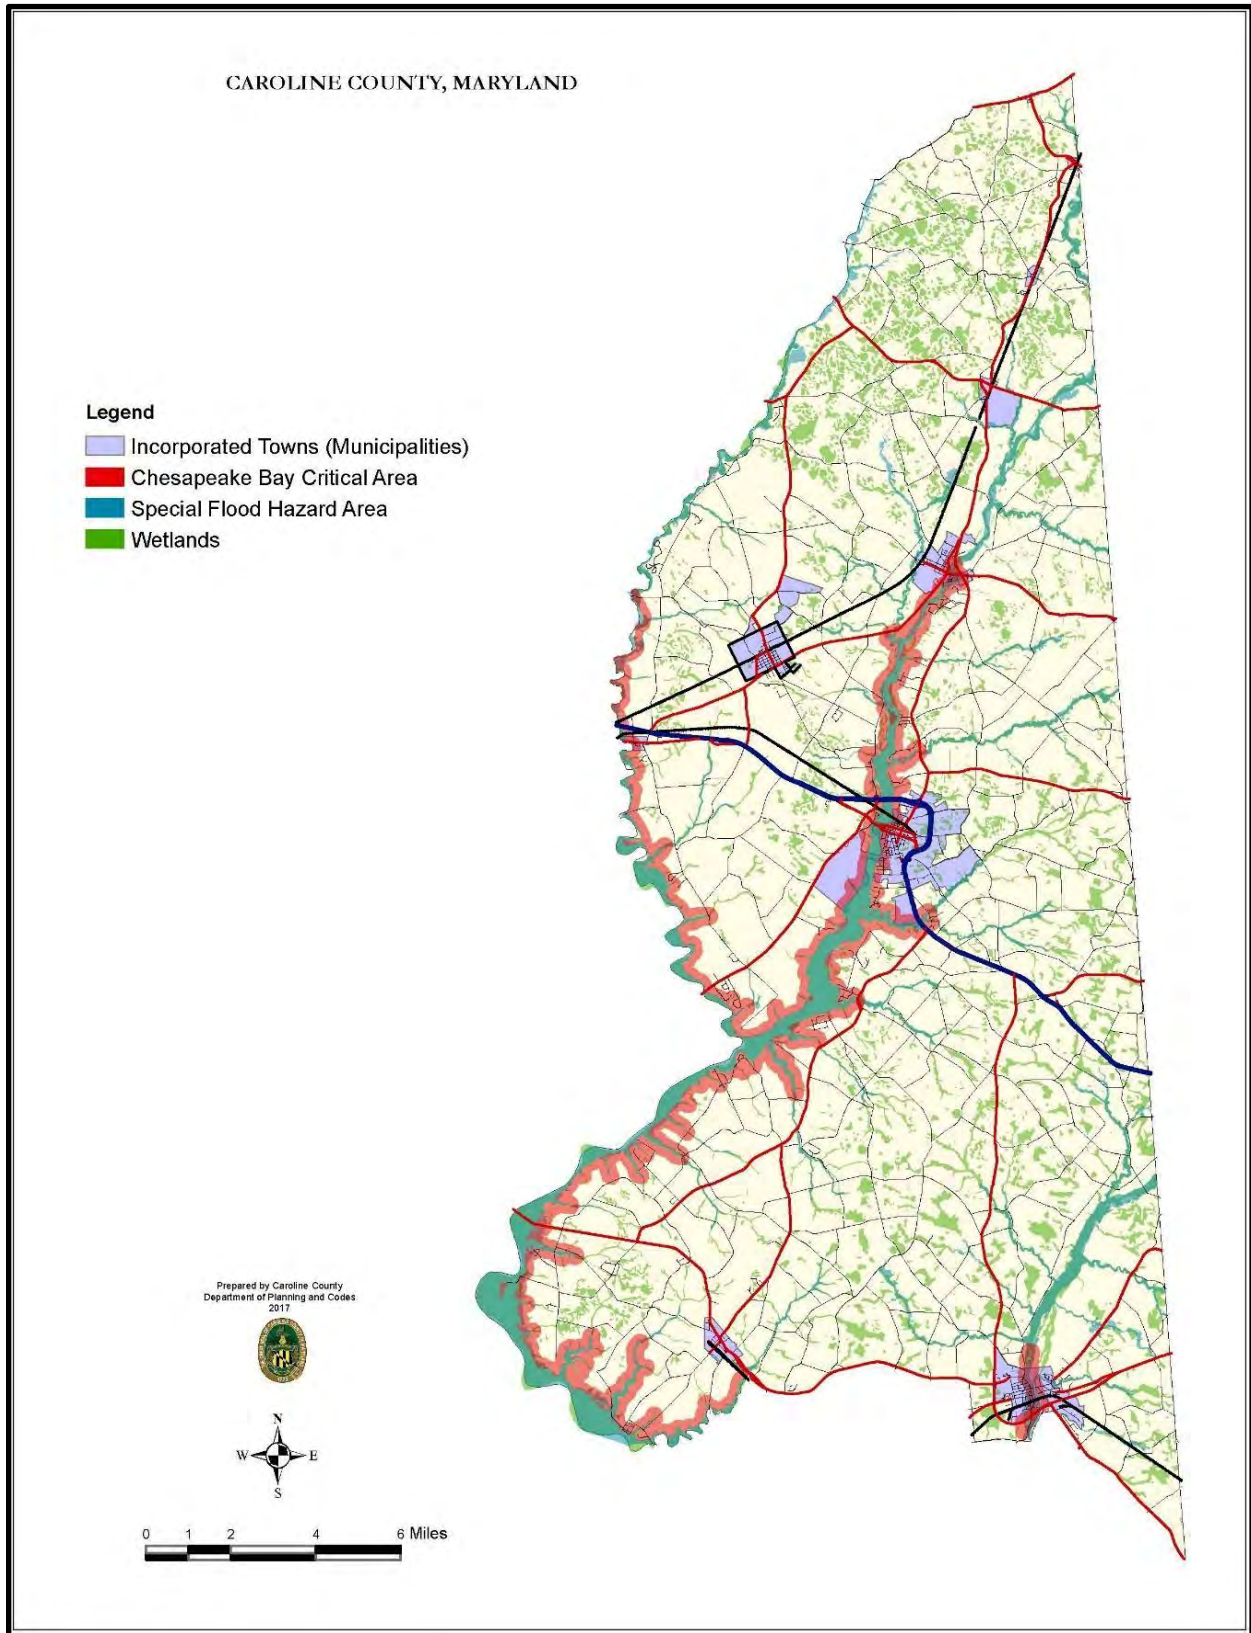 CAROLINE COUNTY, MARYLAND
Legend
Incorporated Towns (Municipalities)
Chesapeake Bay Critical Area
Special Flood Hazard Area
Wetlands
Prepared by Caroline County
Department of Planning and Codes
2017
N
W E
S
0 1 2 4 6 Miles